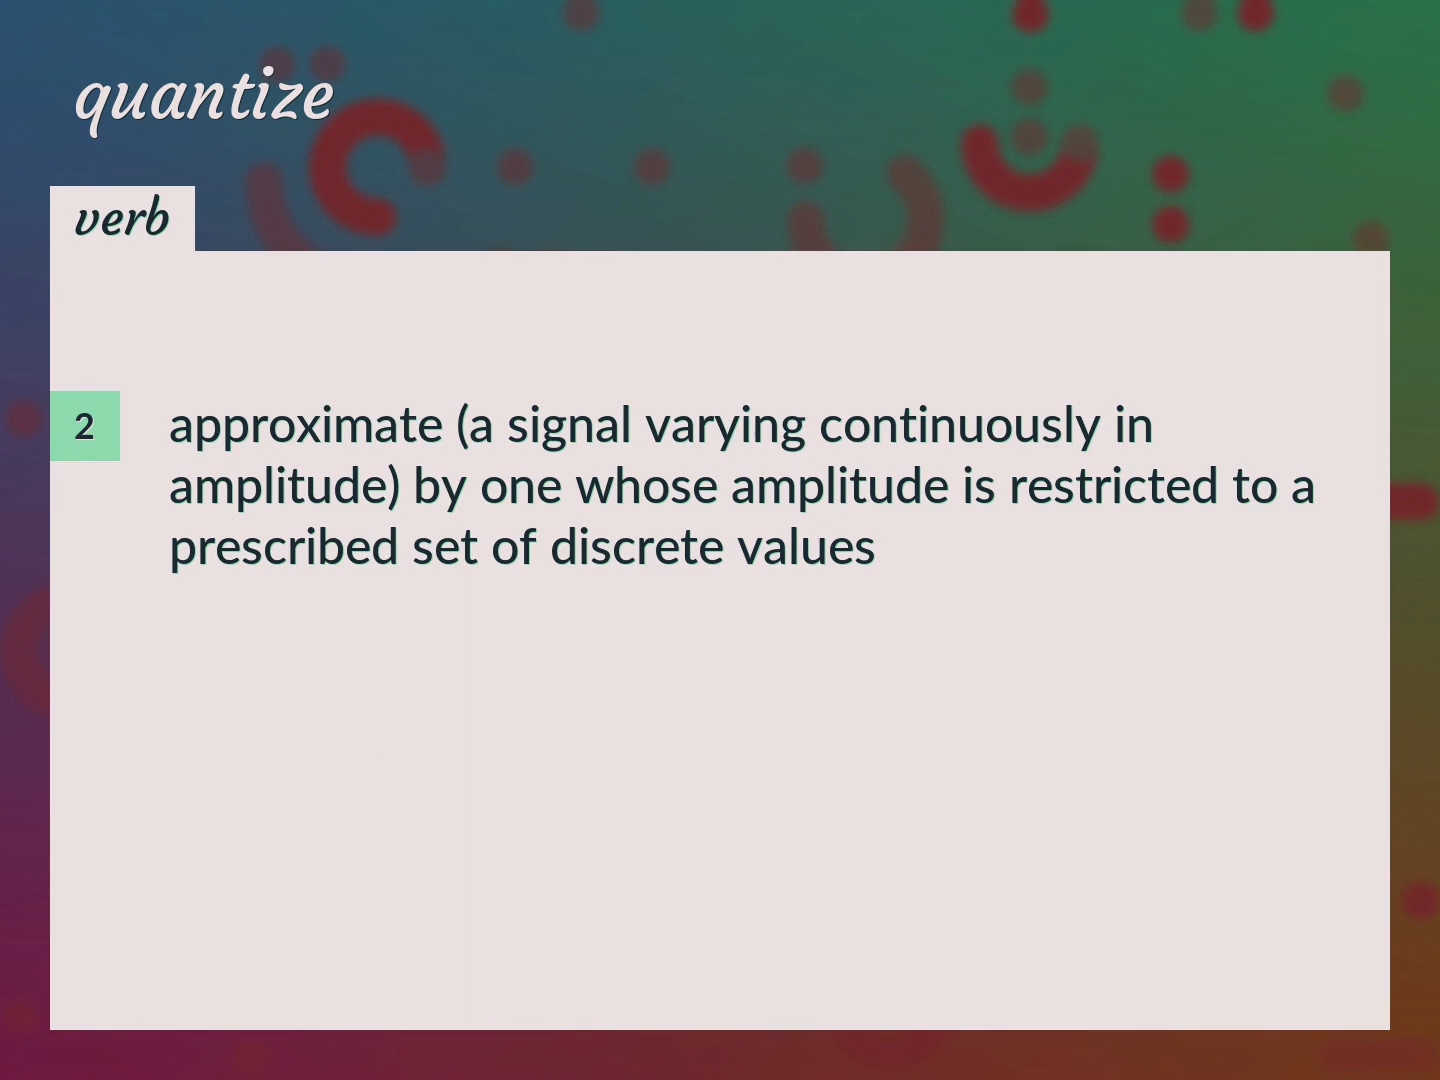 quantize
verb
2
approximate (a signal varying continuously in
amplitude) by one whose amplitude is restricted to a
prescribed set of discrete values